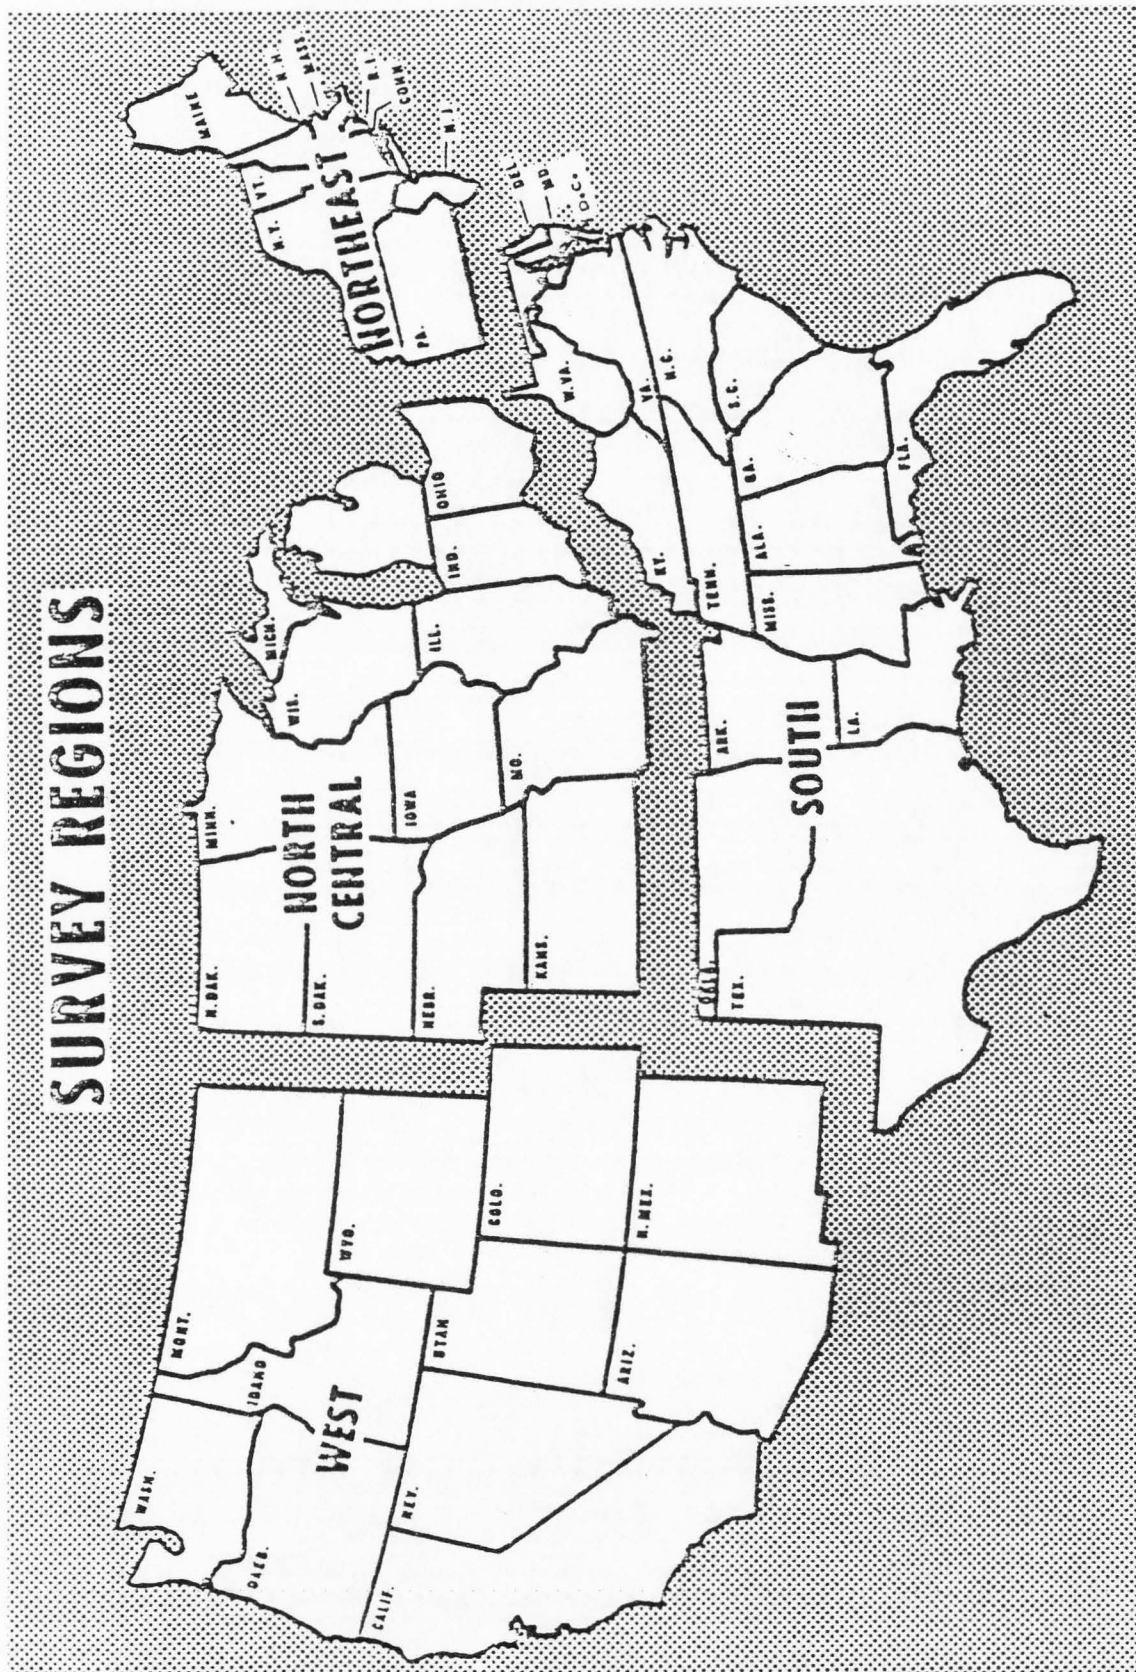 SURVEY REGIONS
WASH.
MONT.
IDAHO
WEST
CALIF.
NEV.
UTAH
WYO.
COLO.
ARIZ.
N. MEX.
N. DAK.
MINN.
S. DAK.
NORTH
CENTRAL
NEBR.
IOWA
KANS.
MO.
WIS.
MICH.
ILL.
IND.
OHIO
MAINE
N.H.
MASS.
R.I.
CONN
N.J.
VT.
N.Y.
NORTHEAST
PA.
DEL
MD
D.C.
W.VA.
VA.
N.C.
S.C.
KY.
TENN.
GA.
ALA.
MISS.
FLA.
ARK.
LA.
SOUTH
TEX.